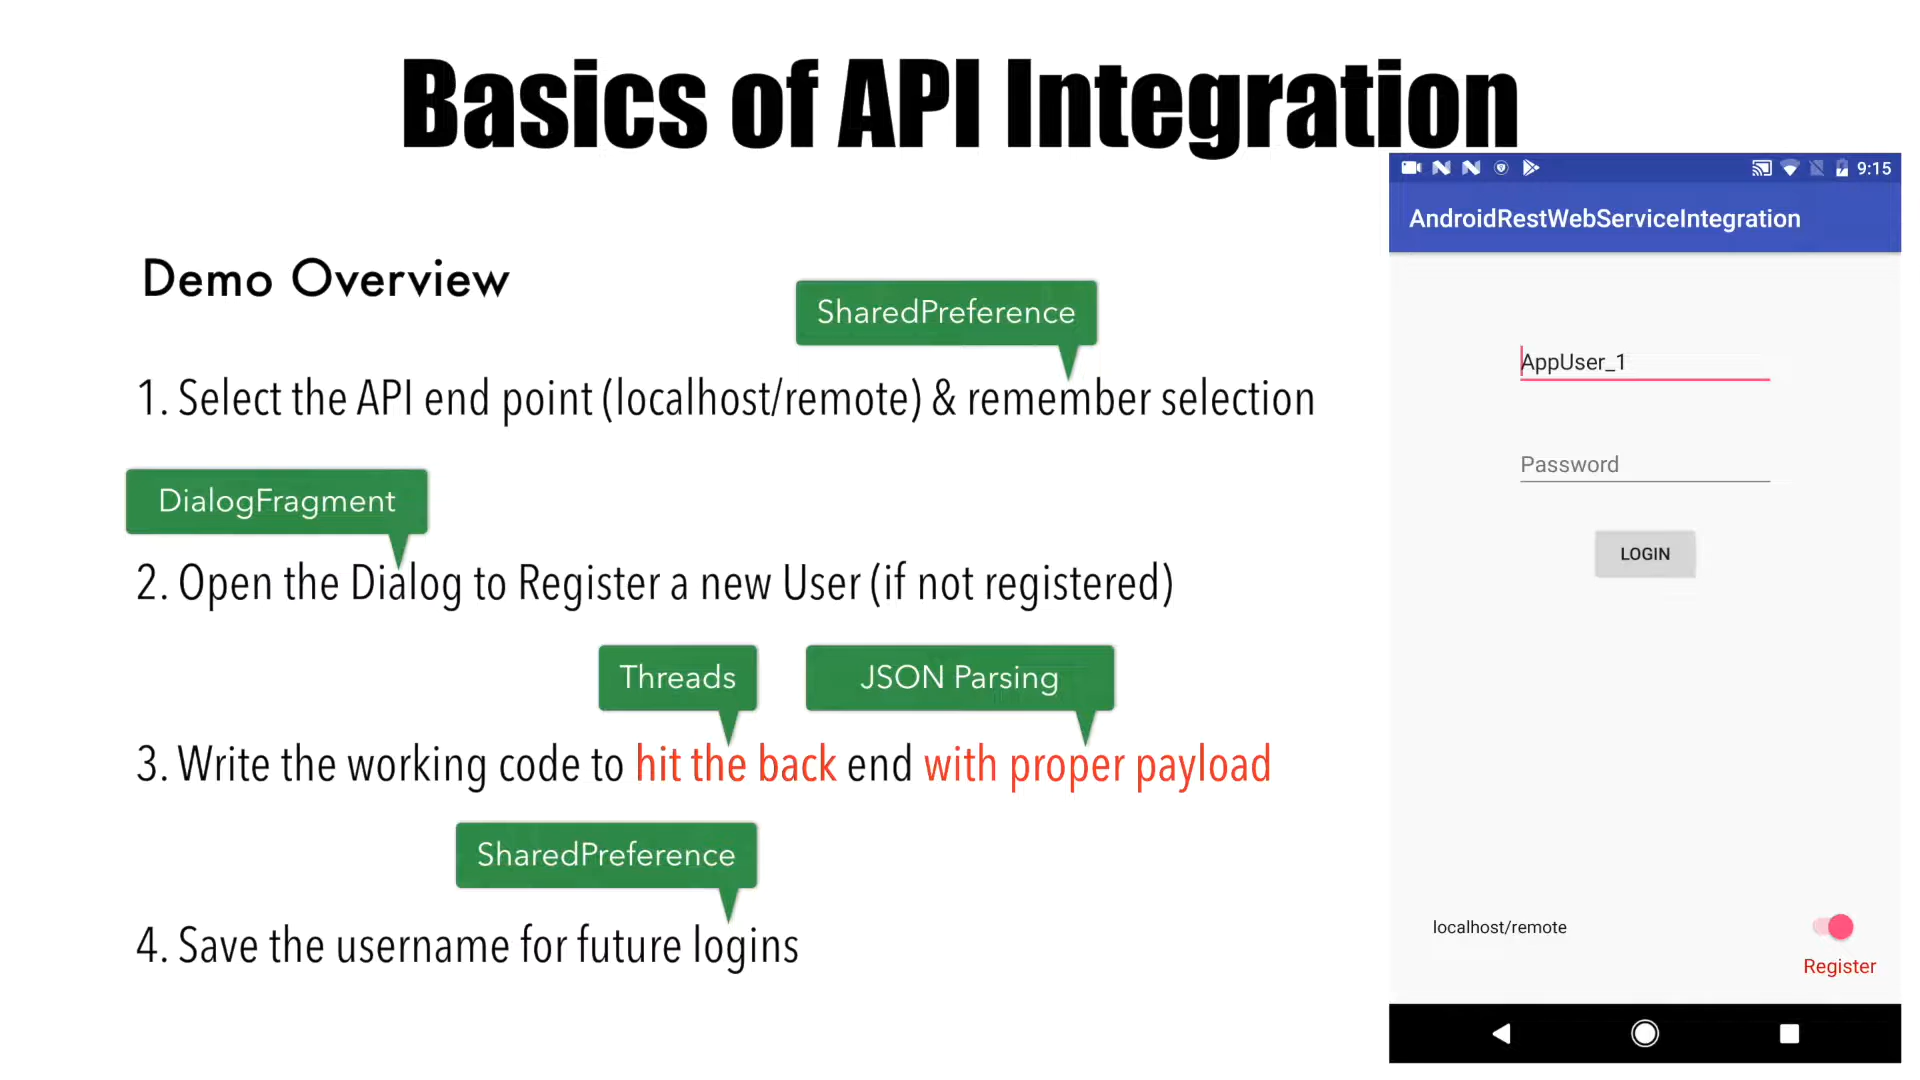 Basics of API Integration
Demo Overview
SharedPreference
1. Select the API end point (localhost/remote) & remember selection
DialogFragment
2. Open the Dialog to Register a new User (if not registered)
Threads
JSON Parsing
3. Write the working code to hit the back end with proper payload
SharedPreference
4. Save the username for future logins
9:15
AndroidRestWebServiceIntegration
AppUser_1
Password
LOGIN
localhost/remote
Register